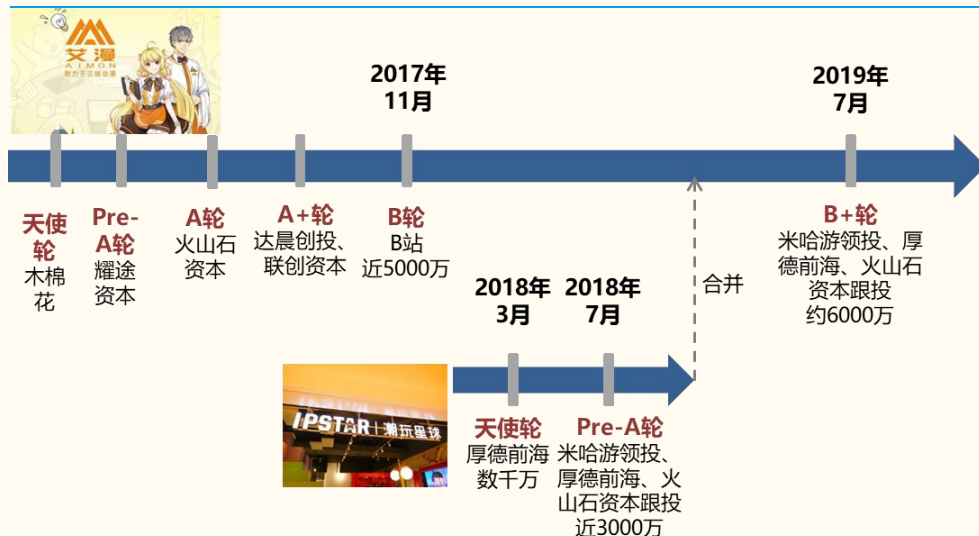 艾漫
AIMON
致力于正版动漫
2017年
11月
2019年
7月
天使
轮
木棉
花
Pre-
A轮
耀途
资本
A轮
火山石
资本
A+轮
达晨创投、
联创资本
B轮
B站
近5000万
B+轮
米哈游领投、厚
德前海、火山石
资本跟投
约6000万
合并
2018年
3月
2018年
7月
IPSTAR|潮玩星球
天使轮
厚德前海
数千万
Pre-A轮
米哈游领投、
厚德前海、火
山石资本跟投
近3000万